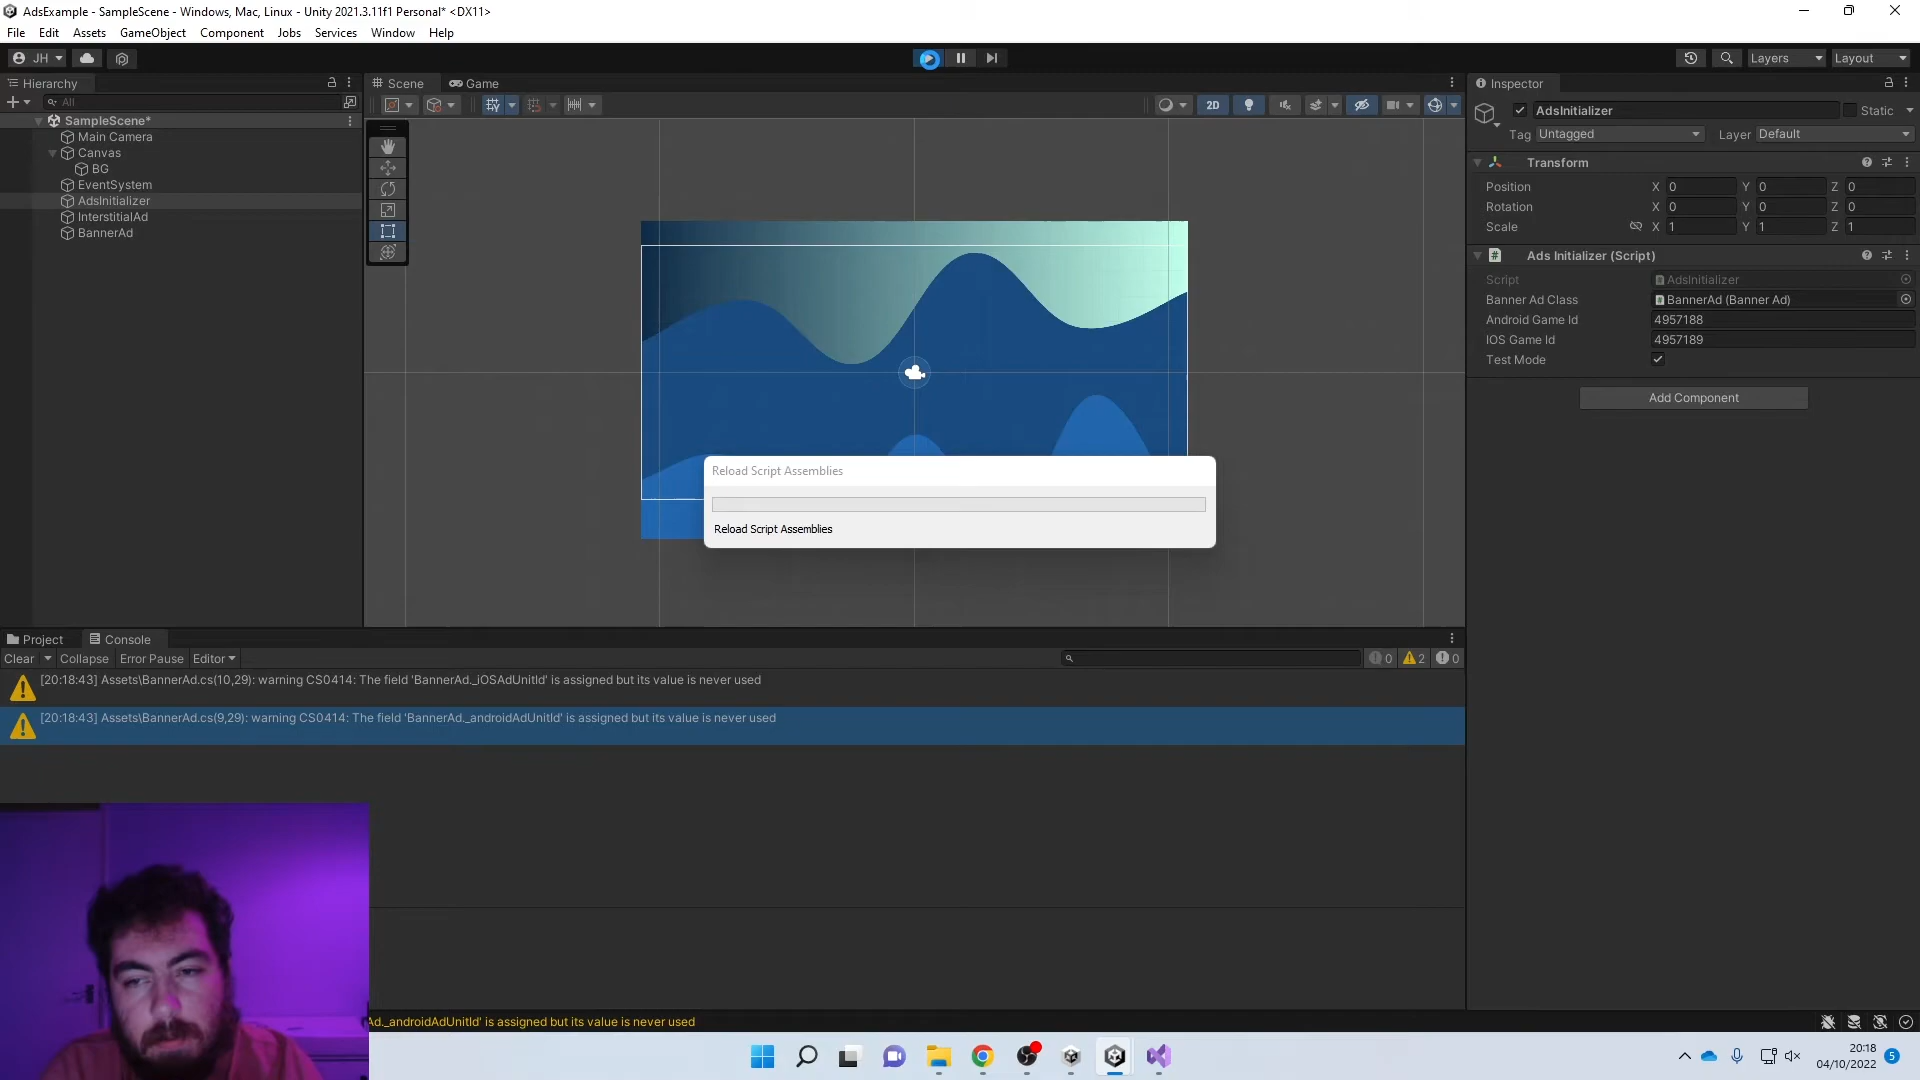 AdsExample - SampleScene - Windows, Mac, Linux - Unity 2021.3.11f1 Personal* <DX11>
File Edit Assets GameObject Component Jobs Services Window Help
JH Layers Layout
Hierarchy
All
SampleScene*
Main Camera
Canvas
BG
EventSystem
AdsInitializer
InterstitialAd
BannerAd
Scene Game
2D
Reload Script Assemblies
Reload Script Assemblies
Inspector
AdsInitializer Static
Tag Untagged Layer Default
Transform
Position X 0 Y 0 Z 0
Rotation X 0 Y 0 Z 0
Scale X 1 Y 1 Z 1
# Ads Initializer (Script)
Script AdsInitializer
Banner Ad Class BannerAd (Banner Ad)
Android Game Id 4957188
IOS Game Id 4957189
Test Mode
Add Component
Project Console
Clear Collapse Error Pause Editor 0 2 0
[20:18:43] Assets\BannerAd.cs(10,29): warning CS0414: The field 'BannerAd._iOSAdUnitId' is assigned but its value is never used
[20:18:43] Assets\BannerAd.cs(9,29): warning CS0414: The field 'BannerAd._androidAdUnitId' is assigned but its value is never used
Ad._androidAdUnitId' is assigned but its value is never used
20:18
04/10/2022
5